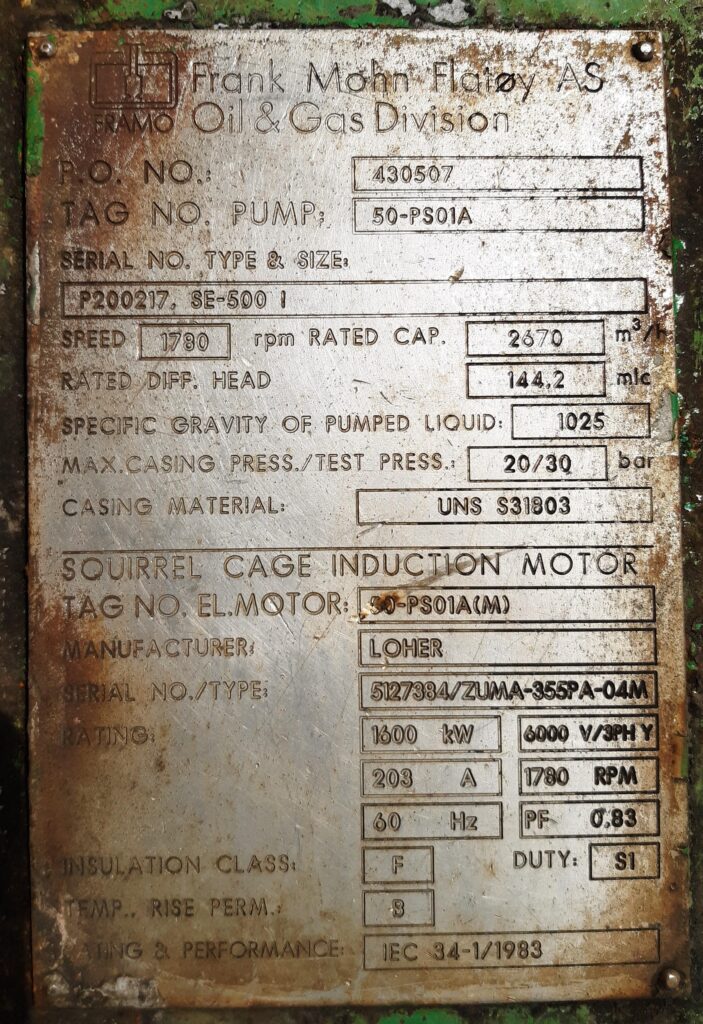 Frank Mohn Flatøy AS
FRAMO Oil & Gas Division
P.O. NO.: 430507
TAG NO. PUMP: 50-PS01A
SERIAL NO. TYPE & SIZE:
P200217. SE-500 I
SPEED 1780 rpm RATED CAP. 2670 m³/h
RATED DIFF. HEAD 144.2 mlc
SPECIFIC GRAVITY OF PUMPED LIQUID: 1025
MAX.CASING PRESS./TEST PRESS.: 20/30 bar
CASING MATERIAL: UNS S31803
SQUIRREL CAGE INDUCTION MOTOR
TAG NO. EL.MOTOR: 50-PS01A(M)
MANUFACTURER: LOHER
SERIAL NO./TYPE: 5127384/ZUMA-355PA-04M
RATING: 1600 kW 6000 V/3PH Y
203 A 1780 RPM
60 Hz PF 0.83
INSULATION CLASS: F DUTY: S1
TEMP.. RISE PERM.: B
RATING & PERFORMANCE: IEC 34-1/1983